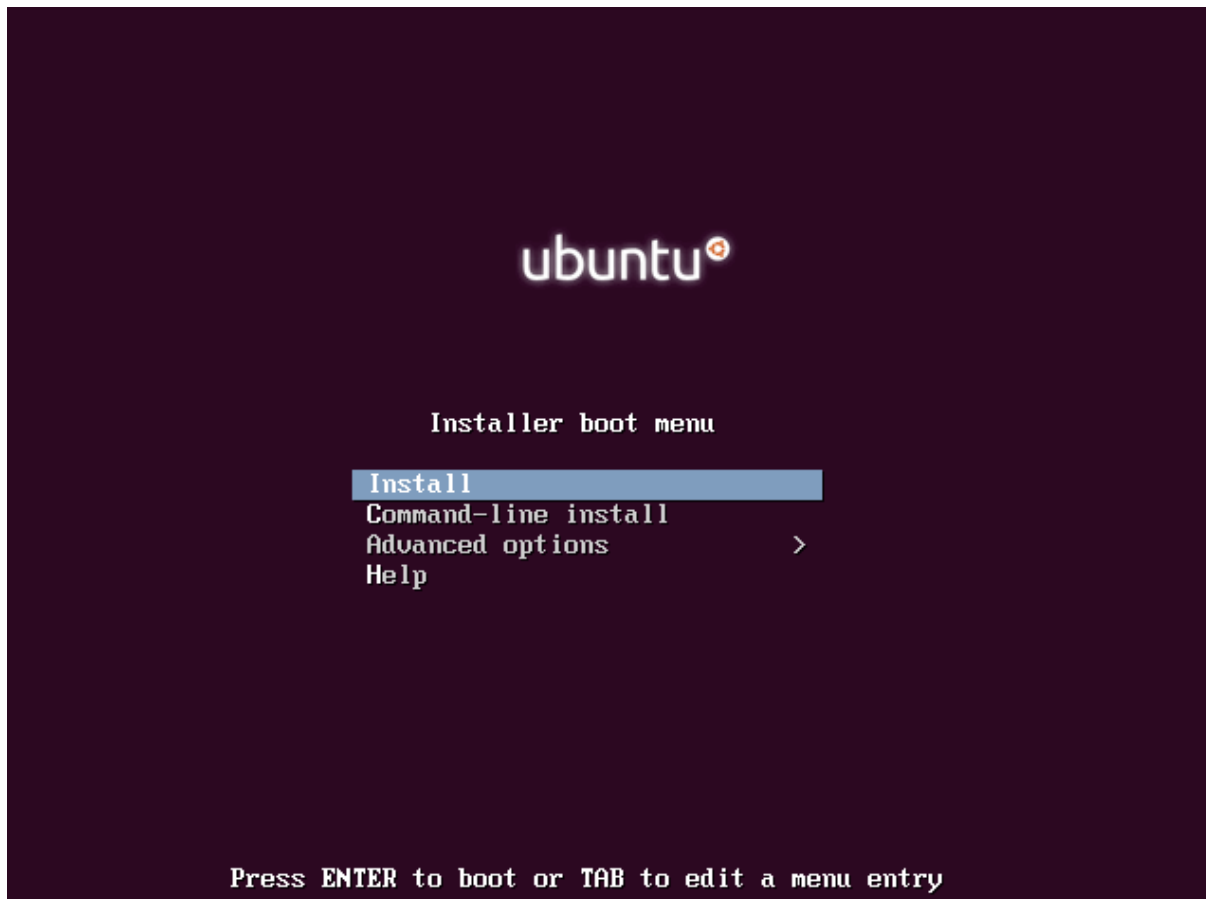 ubuntu
Installer boot menu
Install
Command-line install
Advanced options >
Help
Press ENTER to boot or TAB to edit a menu entry